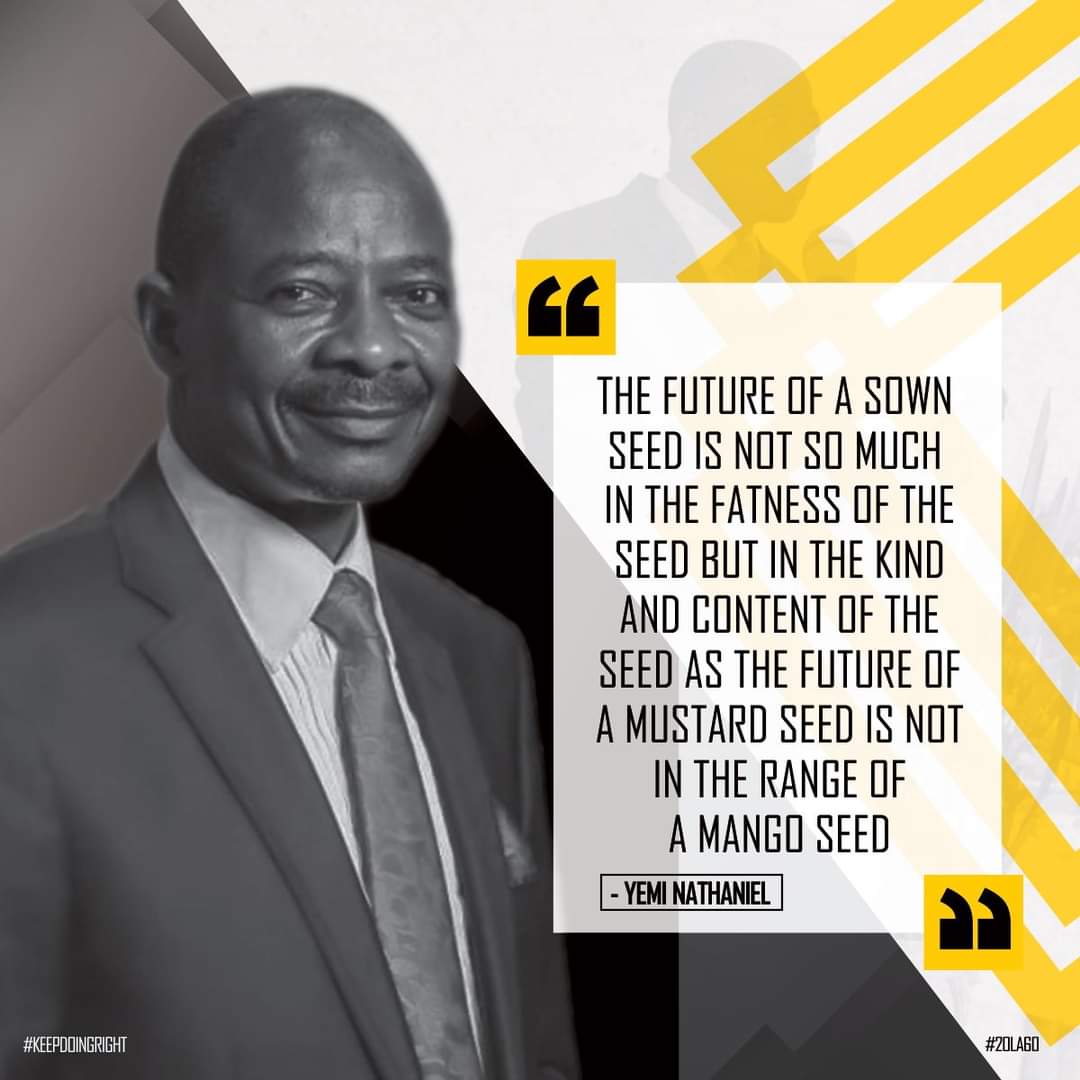 THE FUTURE OF A SOWN
SEED IS NOT SO MUCH
IN THE FATNESS OF THE
SEED BUT IN THE KIND
AND CONTENT OF THE
SEED AS THE FUTURE OF
A MUSTARD SEED IS NOT
IN THE RANGE OF
A MANGO SEED
- YEMI NATHANIEL
#KEEPDOINGRIGHT
#2OLA60